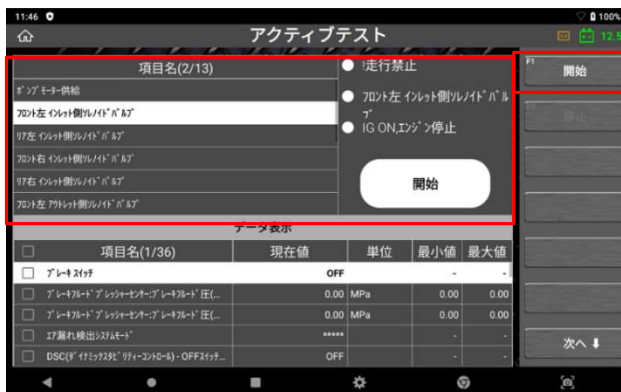 11:46
100%
アクティブテスト
12.5
項目名(2/13)
ﾎﾟﾝﾌﾟ ﾓｰﾀｰ供給
ﾌﾛﾝﾄ左 ｲﾝﾚｯﾄ側ｿﾚﾉｲﾄﾞﾊﾞﾙﾌﾞ
ﾘｱ左 ｲﾝﾚｯﾄ側ｿﾚﾉｲﾄﾞﾊﾞﾙﾌﾞ
ﾌﾛﾝﾄ右 ｲﾝﾚｯﾄ側ｿﾚﾉｲﾄﾞﾊﾞﾙﾌﾞ
ﾘｱ右 ｲﾝﾚｯﾄ側ｿﾚﾉｲﾄﾞﾊﾞﾙﾌﾞ
ﾌﾛﾝﾄ左 ｱｳﾄﾚｯﾄ側ｿﾚﾉｲﾄﾞﾊﾞﾙﾌﾞ
!走行禁止
ﾌﾛﾝﾄ左 ｲﾝﾚｯﾄ側ｿﾚﾉｲﾄﾞﾊﾞﾙ
ﾌﾞ
IG ON,ｴﾝｼﾞﾝ停止
開始
F1
開始
停止
データ表示
項目名(1/36) 現在値 単位 最小値 最大値
ﾌﾞﾚｰｷ ｽｲｯﾁ OFF - -
ﾌﾞﾚｰｷﾌﾙｰﾄﾞﾌﾟﾚｯｼｬｰｾﾝｻｰ:ﾌﾞﾚｰｷﾌﾙｰﾄﾞ圧(... 0.00 MPa 0.00 0.00
ﾌﾞﾚｰｷﾌﾙｰﾄﾞﾌﾟﾚｯｼｬｰｾﾝｻｰ:ﾌﾞﾚｰｷﾌﾙｰﾄﾞ圧(... 0.00 MPa 0.00 0.00
ｴｱ漏れ検出ｼｽﾃﾑﾓｰﾄﾞ ***** - -
DSC(ﾀﾞｲﾅﾐｯｸｽﾀﾋﾞﾘﾃｨｰｺﾝﾄﾛｰﾙ) - OFFｽｲｯﾁ... OFF - -
次へ ⬇